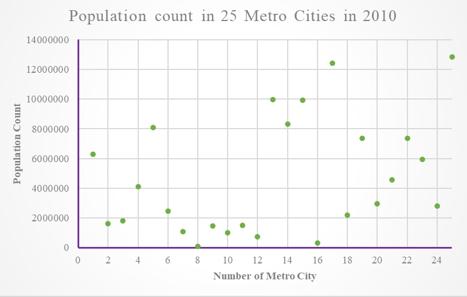 Population count in 25 Metro Cities in 2010
14000000
12000000
10000000
8000000
6000000
4000000
2000000
0
Population Count
0 2 4 6 8 10 12 14 16 18 20 22 24
Number of Metro City